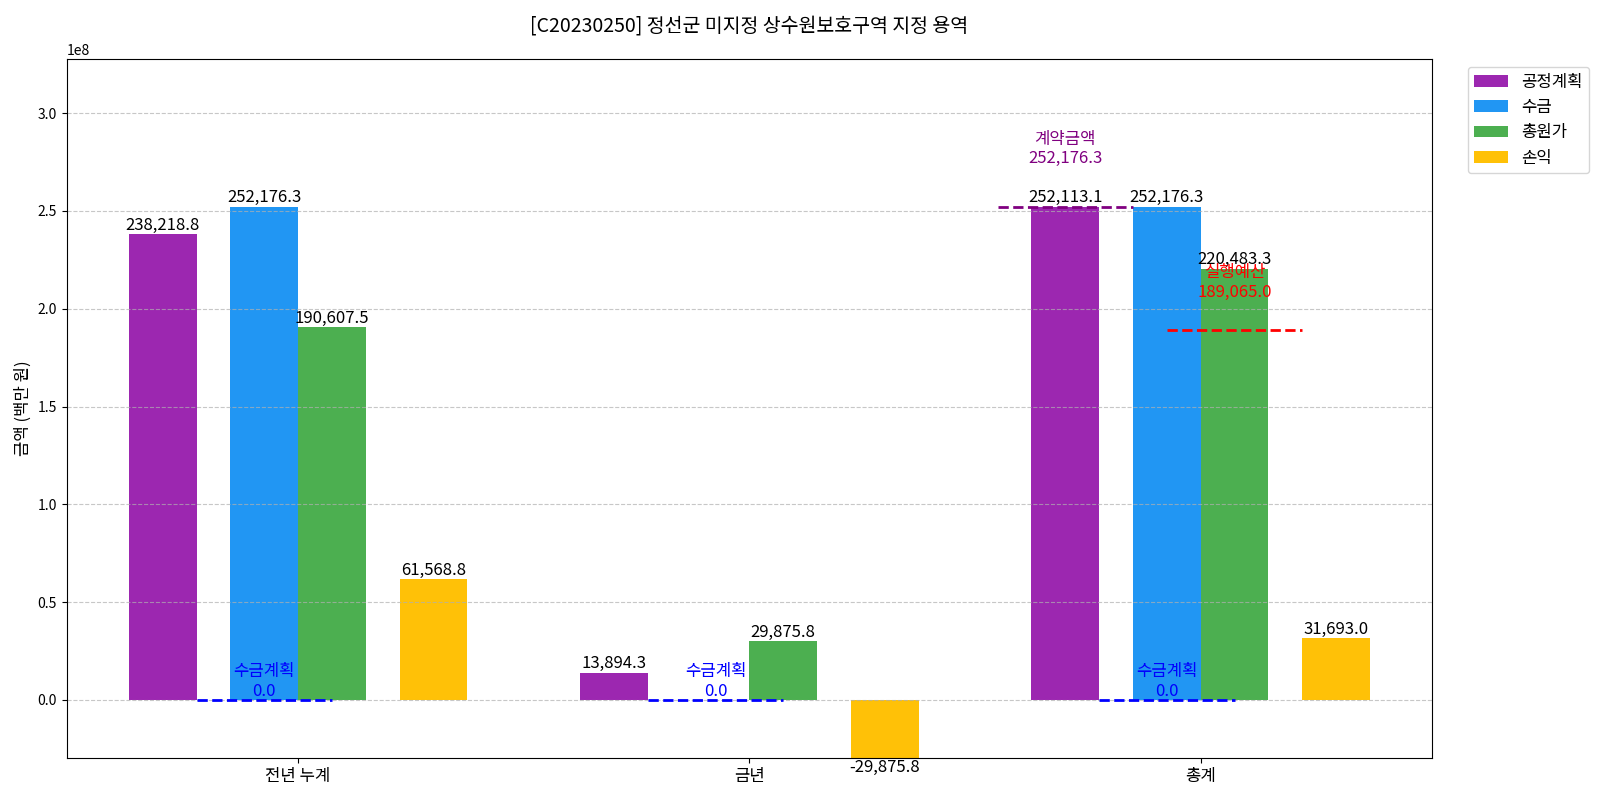 [C20230250] 정선군 미지정 상수원보호구역 지정 용역
1e8
공정계획
수금
총원가
손익
금액 (백만 원)
3.0
2.5
2.0
1.5
1.0
0.5
0.0
238,218.8
252,176.3
190,607.5
61,568.8
수금계획
0.0
13,894.3
수금계획
0.0
29,875.8
-29,875.8
계약금액
252,176.3
252,113.1
252,176.3
220,483.3
실행예산
189,065.0
수금계획
0.0
31,693.0
전년 누계
금년
총계